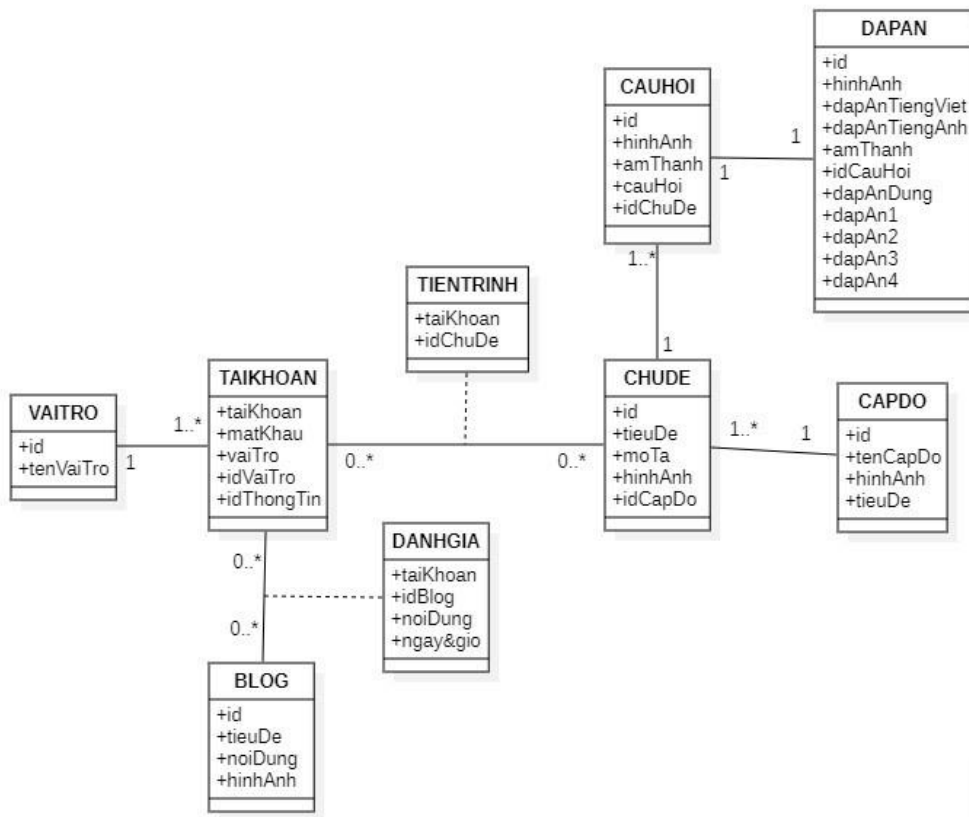 DAPAN
+id
+hinhAnh
+dapAnTiengViet
+dapAnTiengAnh
+amThanh
+idCauHoi
+dapAnDung
+dapAn1
+dapAn2
+dapAn3
+dapAn4
CAUHOI
+id
+hinhAnh
+amThanh
+cauHoi
+idChuDe
1
1
1..*
1
TIENTRINH
+taiKhoan
+idChuDe
VAITRO
+id
+tenVaiTro
1
1..*
TAIKHOAN
+taiKhoan
+matKhau
+vaiTro
+idVaiTro
+idThongTin
0..*
0..*
CHUDE
+id
+tieuDe
+moTa
+hinhAnh
+idCapDo
1..*
1
CAPDO
+id
+tenCapDo
+hinhAnh
+tieuDe
0..*
0..*
DANHGIA
+taiKhoan
+idBlog
+noiDung
+ngay&gio
BLOG
+id
+tieuDe
+noiDung
+hinhAnh